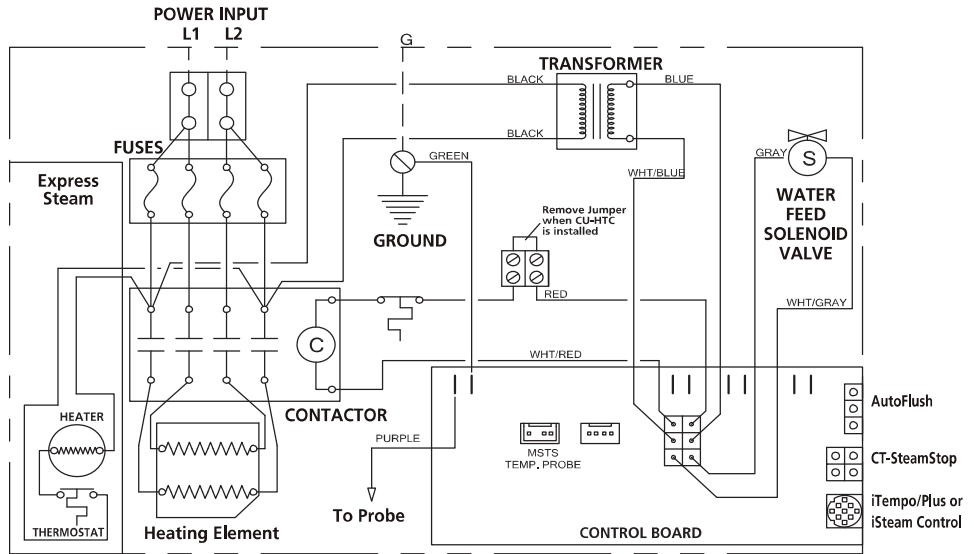 POWER INPUT
L1 L2
G
TRANSFORMER
BLACK
BLUE
BLACK
FUSES
GREEN
GRAY
S
Express
Steam
WHT/BLUE
WATER
FEED
SOLENOID
VALVE
Remove Jumper
when CU-HTC
is installed
GROUND
RED
WHT/GRAY
C
WHT/RED
CONTACTOR
AutoFlush
HEATER
PURPLE
MSTS
TEMP. PROBE
CT-SteamStop
To Probe
iTempo/Plus or
iSteam Control
THERMOSTAT
Heating Element
CONTROL BOARD